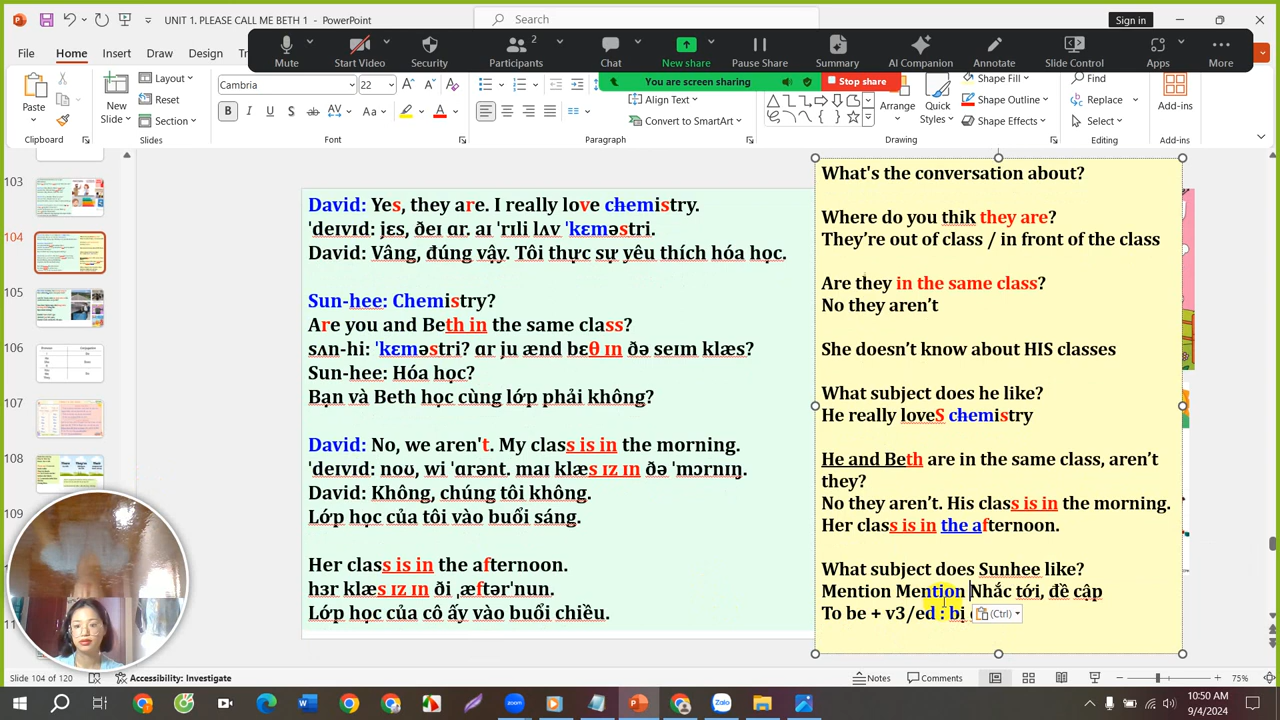 UNIT 1. PLEASE CALL ME BETH 1 - PowerPoint
Search
Sign in
File
Home
Insert
Draw
Design
Mute
Start Video
Security
Participants
2
Chat
New share
Pause Share
Summary
AI Companion
Annotate
Slide Control
Apps
More
You are screen sharing
Stop share
Paste
New Slide
Layout
Reset
Section
Cambria
22
Align Text
Convert to SmartArt
Arrange
Quick Styles
Shape Fill
Shape Outline
Shape Effects
Find
Replace
Select
Add-ins
Clipboard
Slides
Font
Paragraph
Drawing
Editing
Add-ins
103
104
105
106
107
108
109
David: Yes, they are. I really love chemistry.
ˈdeɪvɪd: jɛs, ðeɪ ɑr. aɪ ˈrɪli lʌv ˈkɛməstri.
David: Vâng, đúng vậy. Tôi thực sự yêu thích hóa học.
Sun-hee: Chemistry?
Are you and Beth in the same class?
sʌn-hi: ˈkɛməstri? ɑr ju ænd bɛθ ɪn ðə seɪm klæs?
Sun-hee: Hóa học?
Bạn và Beth học cùng lớp phải không?
David: No, we aren't. My class is in the morning.
ˈdeɪvɪd: noʊ, wi ˈɑrənt. maɪ klæs ɪz ɪn ðə ˈmɔrnɪŋ.
David: Không, chúng tôi không.
Lớp học của tôi vào buổi sáng.
Her class is in the afternoon.
hɜr klæs ɪz ɪn ði ˌæftərˈnun.
Lớp học của cô ấy vào buổi chiều.
What's the conversation about?
Where do you thik they are?
They’re out of class / in front of the class
Are they in the same class?
No they aren’t
She doesn’t know about HIS classes
What subject does he like?
He really loveS chemistry
He and Beth are in the same class, aren’t
they?
No they aren’t. His class is in the morning.
Her class is in the afternoon.
What subject does Sunhee like?
Mention Mention Nhắc tới, đề cập
To be + v3/ed : bị
(Ctrl)
Slide 104 of 120
Accessibility: Investigate
Notes
Comments
75%
10:50 AM
9/4/2024